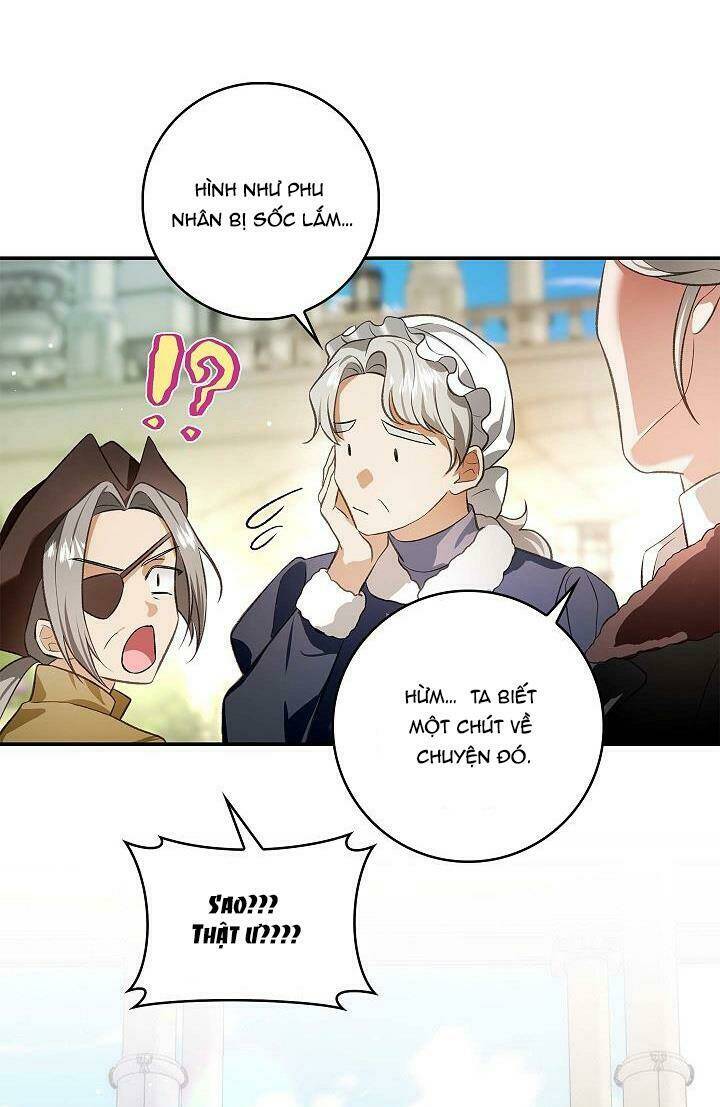 HÌNH NHƯ PHU
NHÂN BỊ SỐC LẮM...
!?
HỪM... TA BIẾT
MỘT CHÚT VỀ
CHUYỆN ĐÓ.
SAO???
THẬT Ư????